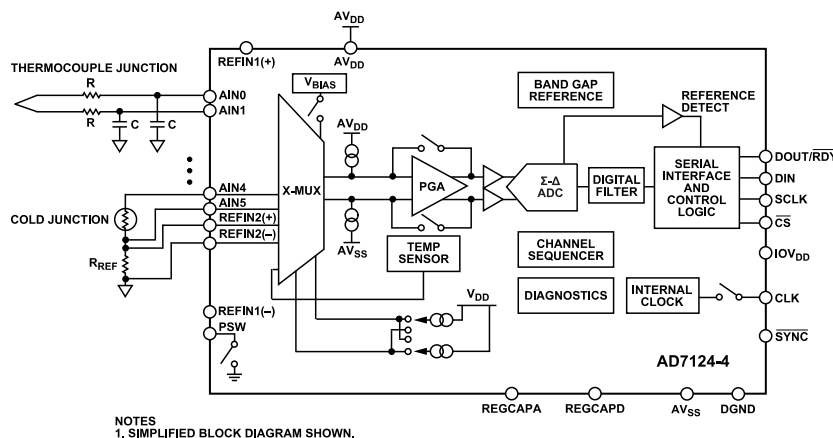 AVDD
REFIN1(+)
AVDD
THERMOCOUPLE JUNCTION
R
AIN0
AIN1
R
C
C
VBIAS
BAND GAP
REFERENCE
REFERENCE
DETECT
AVDD
X-MUX
PGA
Σ-Δ
ADC
DIGITAL
FILTER
SERIAL
INTERFACE
AND
CONTROL
LOGIC
DOUT/RDY
DIN
SCLK
CS
AIN4
AIN5
REFIN2(+)
REFIN2(–)
COLD JUNCTION
RREF
AVSS
TEMP
SENSOR
CHANNEL
SEQUENCER
IOVDD
DIAGNOSTICS
INTERNAL
CLOCK
CLK
VDD
REFIN1(–)
PSW
SYNC
AD7124-4
REGCAPA
REGCAPD
AVSS
DGND
NOTES
1. SIMPLIFIED BLOCK DIAGRAM SHOWN.